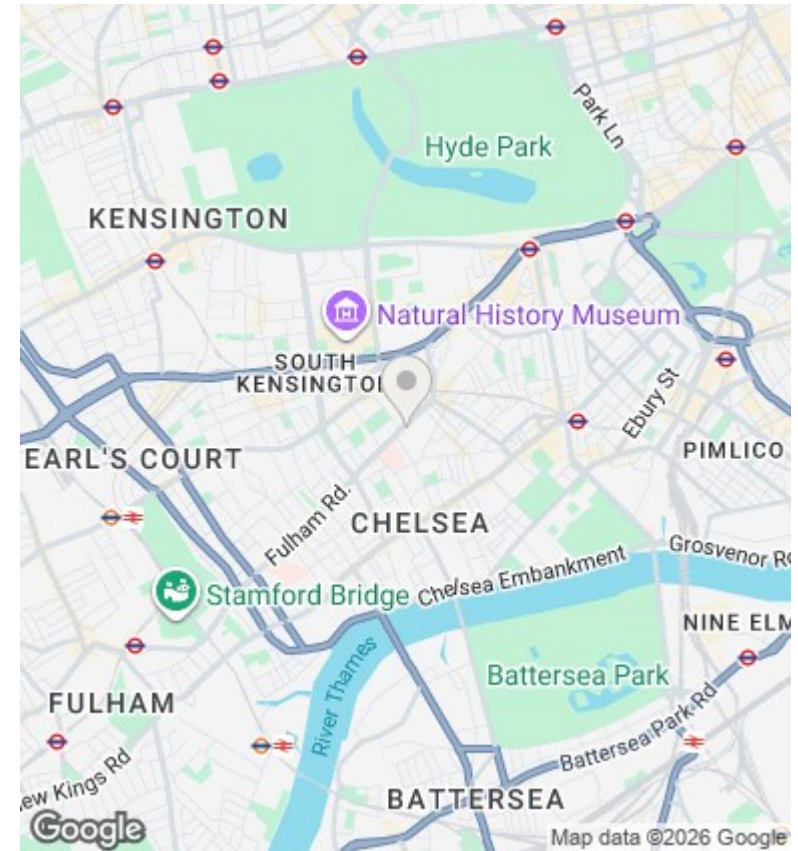 Park Ln
Hyde Park
KENSINGTON
Natural History Museum
SOUTH
KENSINGTO
Ebury St
EARL'S COURT
PIMLICO
Fulham Rd.
CHELSEA
Grosvenor Ro
Chelsea Embankment
Stamford Bridge
NINE ELM
River Thames
Battersea Park
FULHAM
Battersea Park Rd
ew Kings Rd
BATTERSEA
Google
Map data ©2026 Google